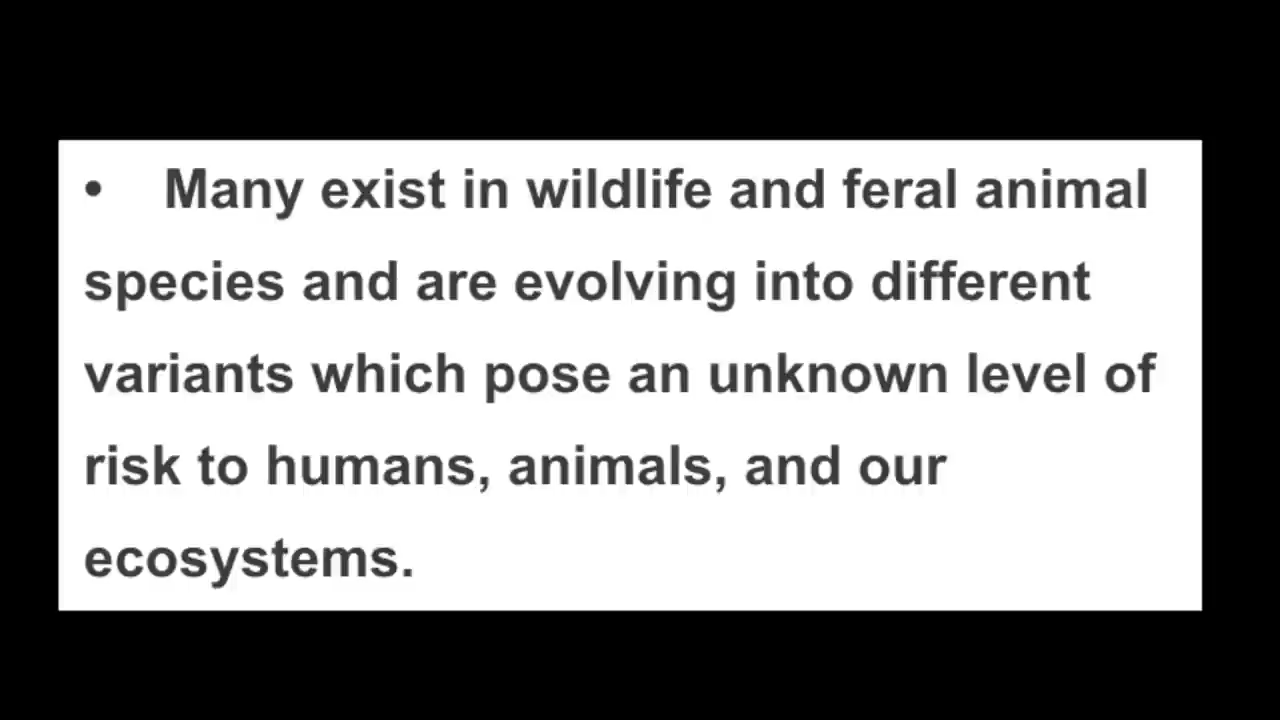 • Many exist in wildlife and feral animal
species and are evolving into different
variants which pose an unknown level of
risk to humans, animals, and our
ecosystems.